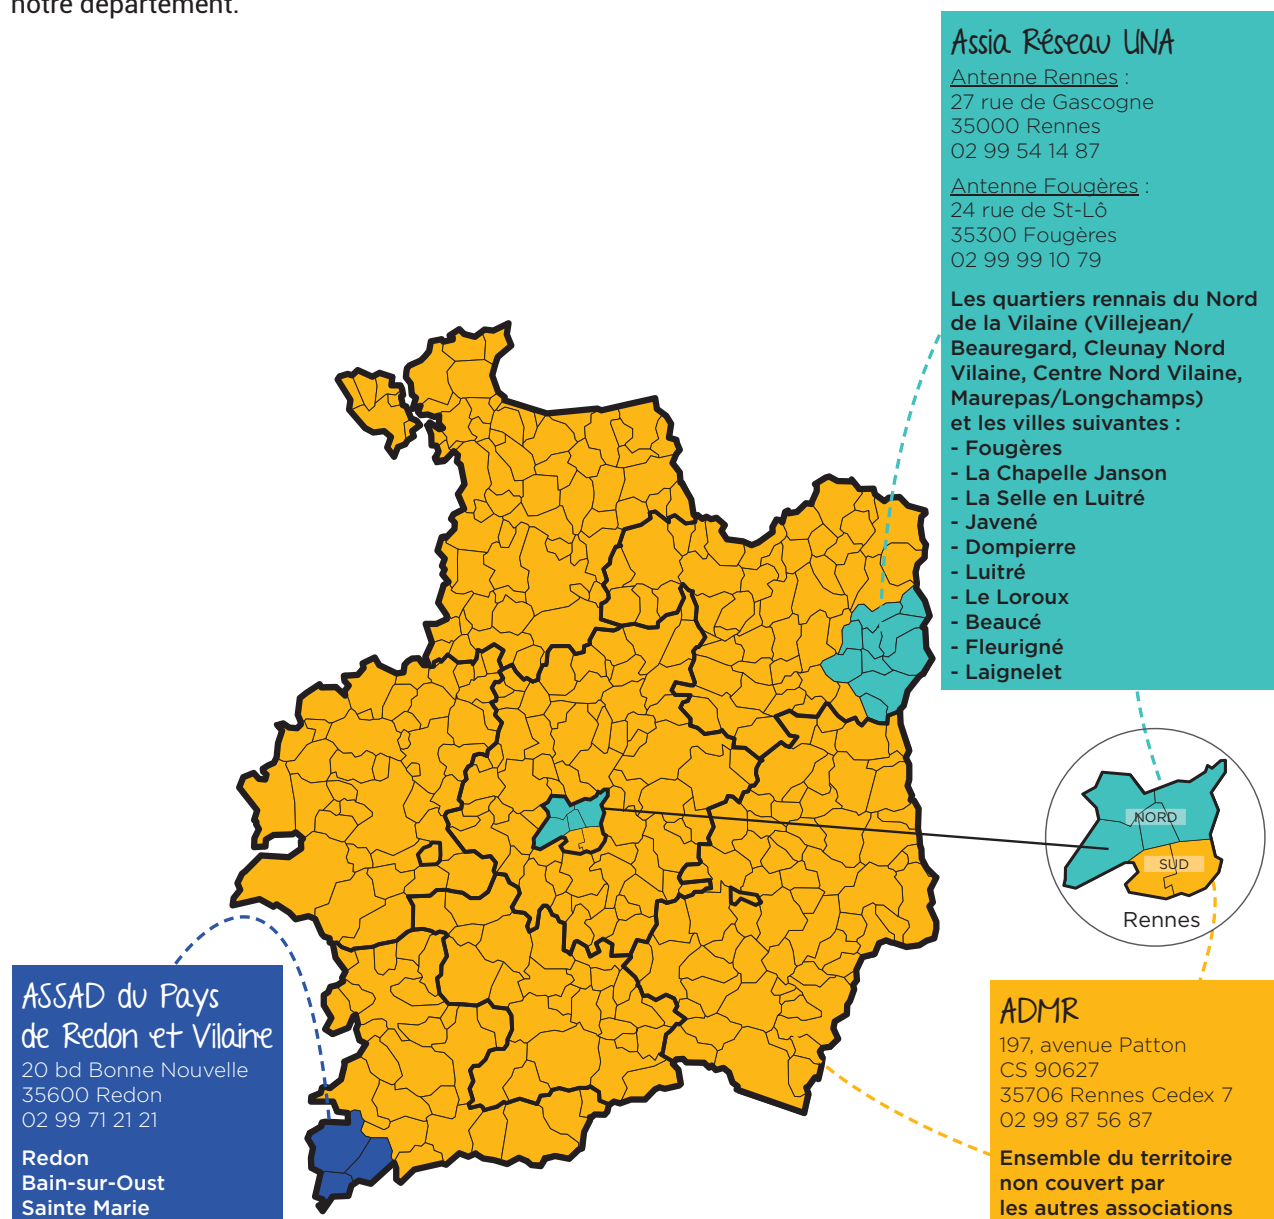 notre département.
Assia Réseau UNA
Antenne Rennes :
27 rue de Gascogne
35000 Rennes
02 99 54 14 87
Antenne Fougères :
24 rue de St-Lô
35300 Fougères
02 99 99 10 79
Les quartiers rennais du Nord
de la Vilaine (Villejean/
Beauregard, Cleunay Nord
Vilaine, Centre Nord Vilaine,
Maurepas/Longchamps)
et les villes suivantes :
- Fougères
- La Chapelle Janson
- La Selle en Luitré
- Javené
- Dompierre
- Luitré
- Le Loroux
- Beaucé
- Fleurigné
- Laignelet
NORD
SUD
Rennes
ASSAD du Pays
de Redon et Vilaine
20 bd Bonne Nouvelle
35600 Redon
02 99 71 21 21
Redon
Bain-sur-Oust
Sainte Marie
ADMR
197, avenue Patton
CS 90627
35706 Rennes Cedex 7
02 99 87 56 87
Ensemble du territoire
non couvert par
les autres associations